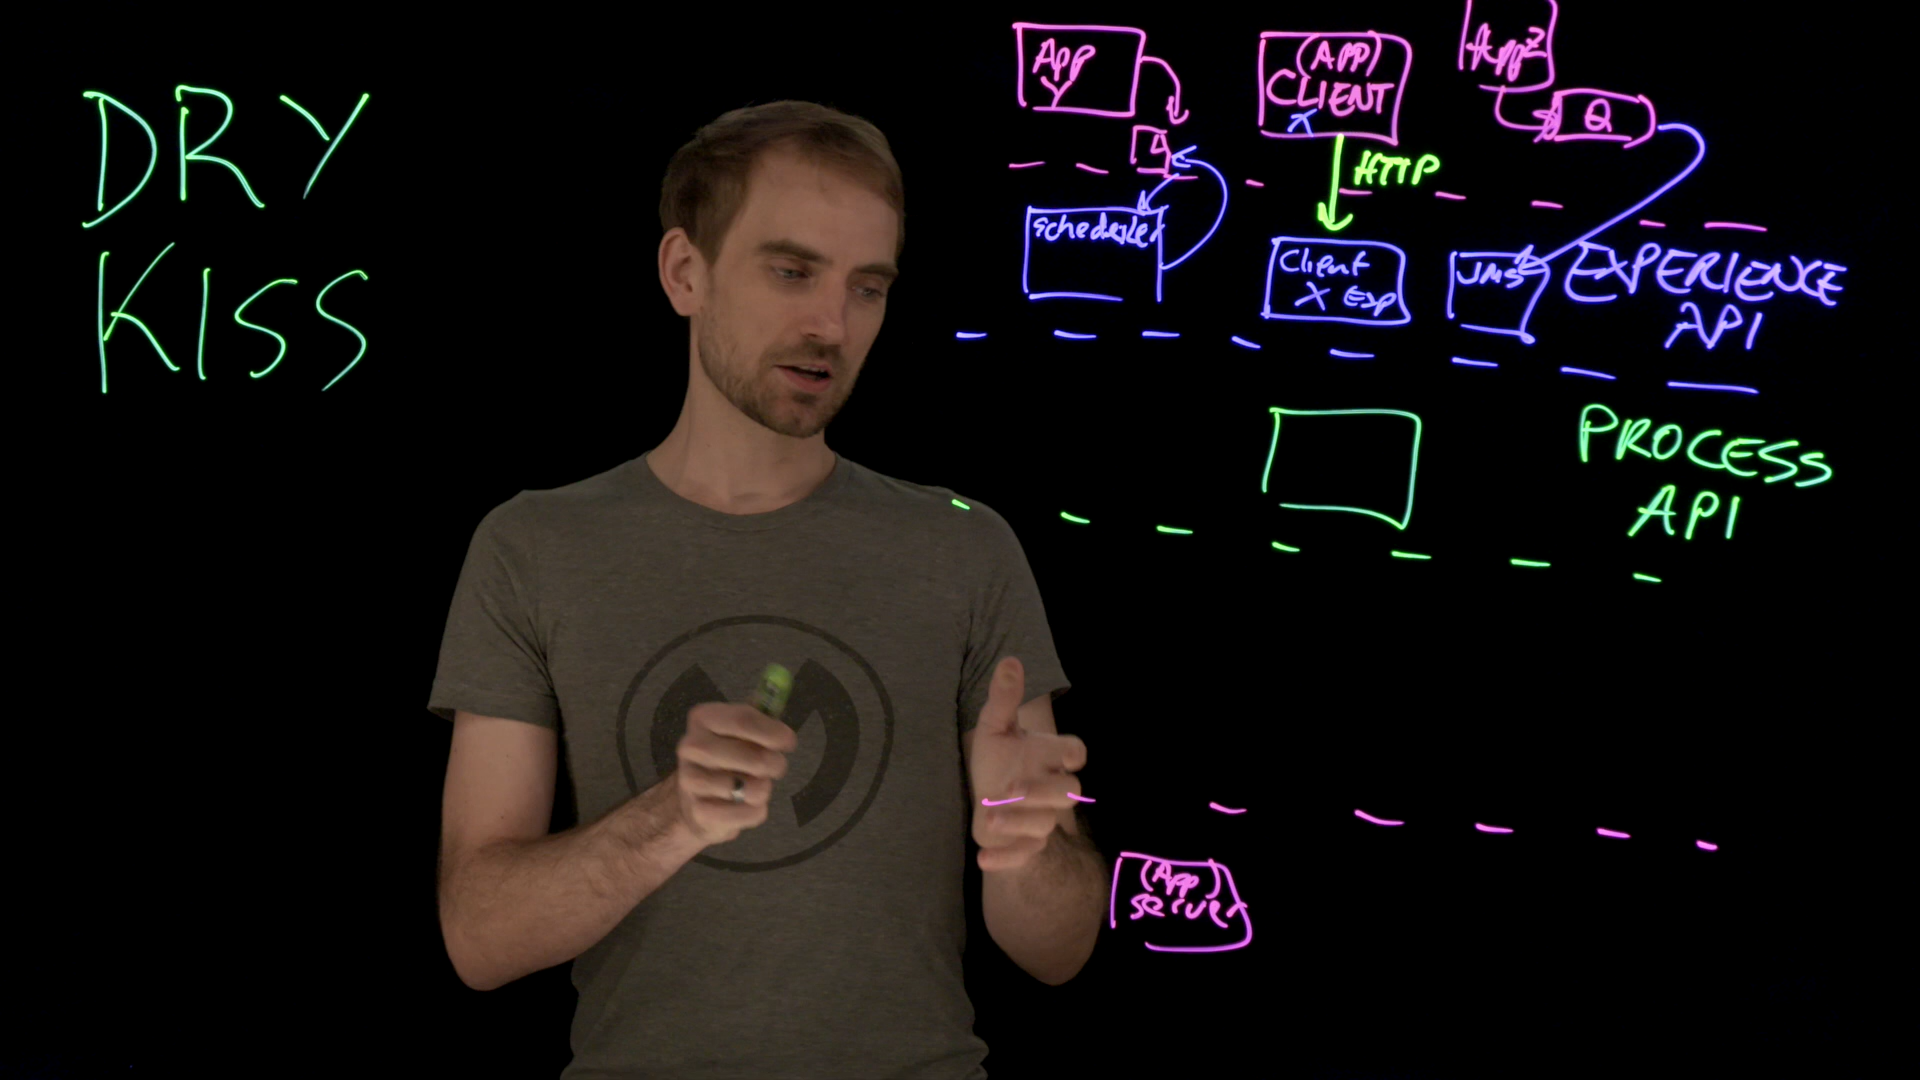 DRY
KISS
App
Y
(APP)
CLIENT
X
App Z
Q
HTTP
Scheduler
Client
X Exp
JMS
EXPERIENCE
API
PROCESS
API
(App)
Server